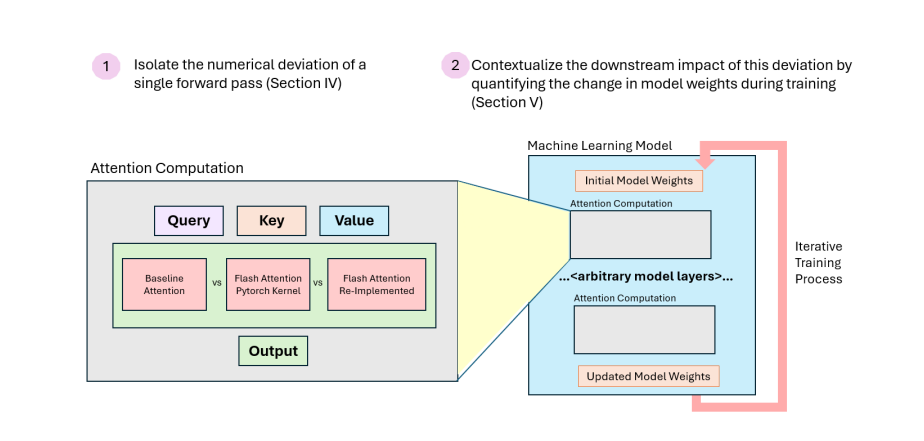 1
Isolate the numerical deviation of a
single forward pass (Section IV)
2
Contextualize the downstream impact of this deviation by
quantifying the change in model weights during training
(Section V)
Attention Computation
Query
Key
Value
Baseline
Attention
vs
Flash Attention
Pytorch Kernel
vs
Flash Attention
Re-Implemented
Output
Machine Learning Model
Initial Model Weights
Attention Computation
...<arbitrary model layers>...
Attention Computation
Updated Model Weights
Iterative
Training
Process